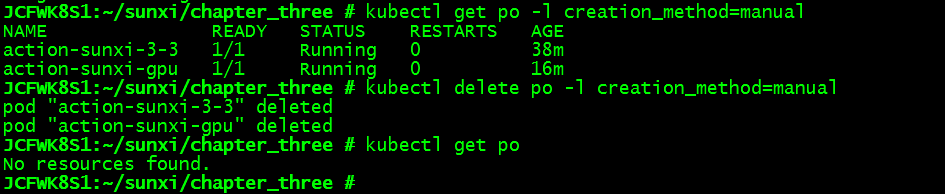 JCFWK8S1:~/sunxi/chapter_three # kubectl get po -l creation_method=manual
NAME                READY   STATUS    RESTARTS   AGE
action-sunxi-3-3   1/1     Running   0          38m
action-sunxi-gpu   1/1     Running   0          16m
JCFWK8S1:~/sunxi/chapter_three # kubectl delete po -l creation_method=manual
pod "action-sunxi-3-3" deleted
pod "action-sunxi-gpu" deleted
JCFWK8S1:~/sunxi/chapter_three # kubectl get po
No resources found.
JCFWK8S1:~/sunxi/chapter_three #